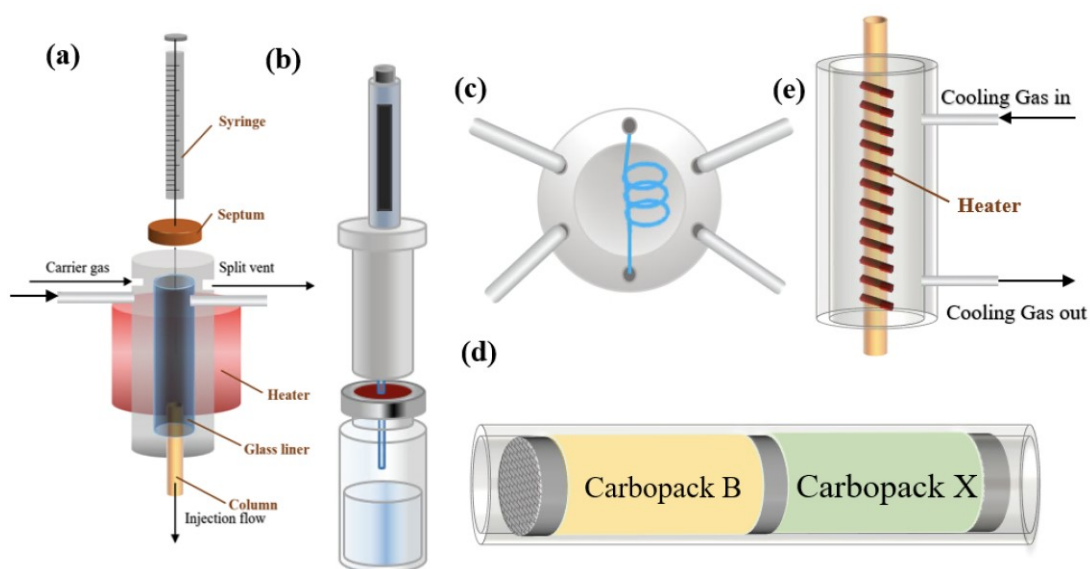 (a)
Syringe
Septum
Carrier gas
Split vent
Heater
Glass liner
Column
Injection flow
(b)
(c)
(d)
Carbopack B
Carbopack X
(e)
Cooling Gas in
Heater
Cooling Gas out